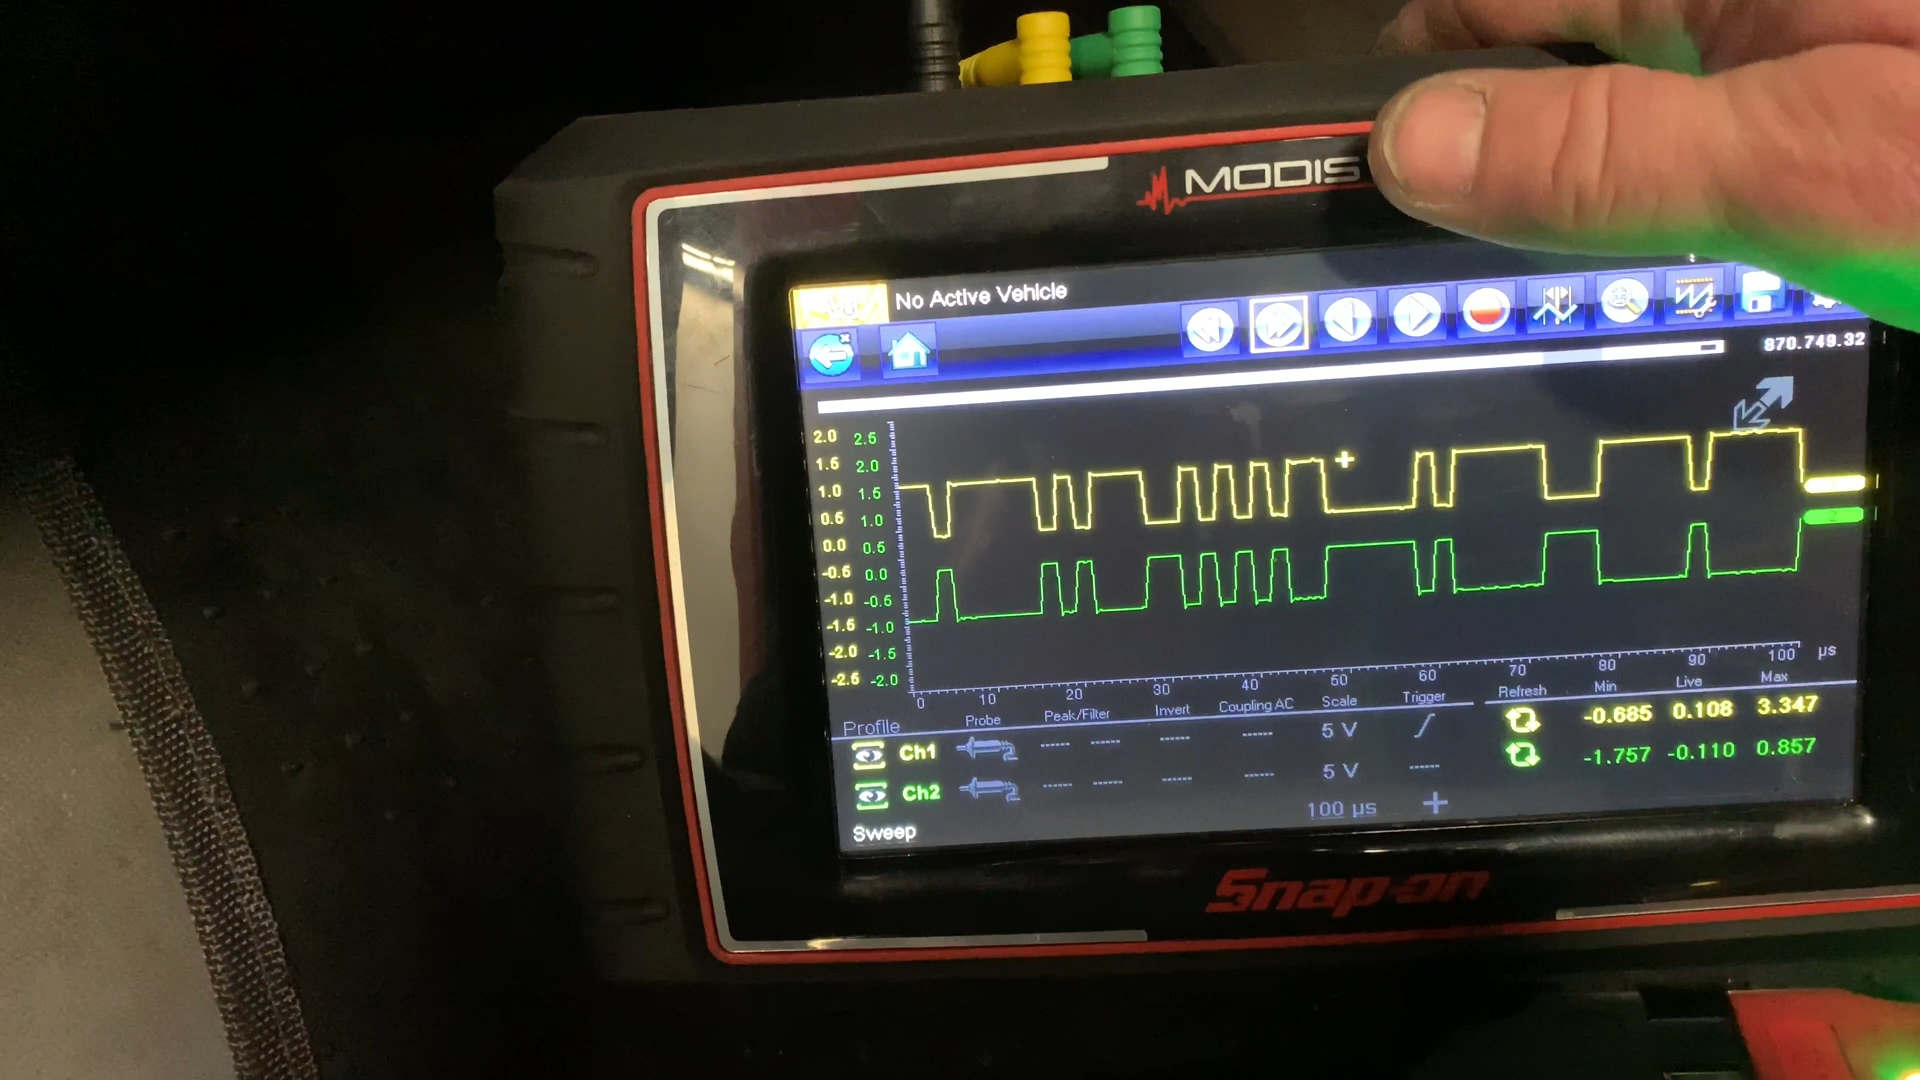 MODIS
No Active Vehicle
870.749.32
2.0 2.5
1.5 2.0
1.0 1.5
0.5 1.0
0.0 0.5
-0.5 0.0
-1.0 -0.5
-1.5 -1.0
-2.0 -1.5
-2.5 -2.0
0 10 20 30 40 50 60 70 80 90 100 µs
Profile Probe Peak/Filter Invert Coupling AC Scale Trigger Refresh Min Live Max
Ch1 5 V -0.685 0.108 3.347
Ch2 5 V -1.757 -0.110 0.857
100 µs
Sweep
Snap-on